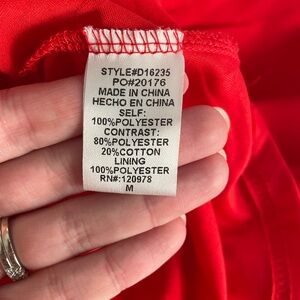 STYLE#D16235
PO#20176
MADE IN CHINA
HECHO EN CHINA
SELF:
100%POLYESTER
CONTRAST:
80%POLYESTER
20%COTTON
LINING
100%POLYESTER
RN#:120978
M